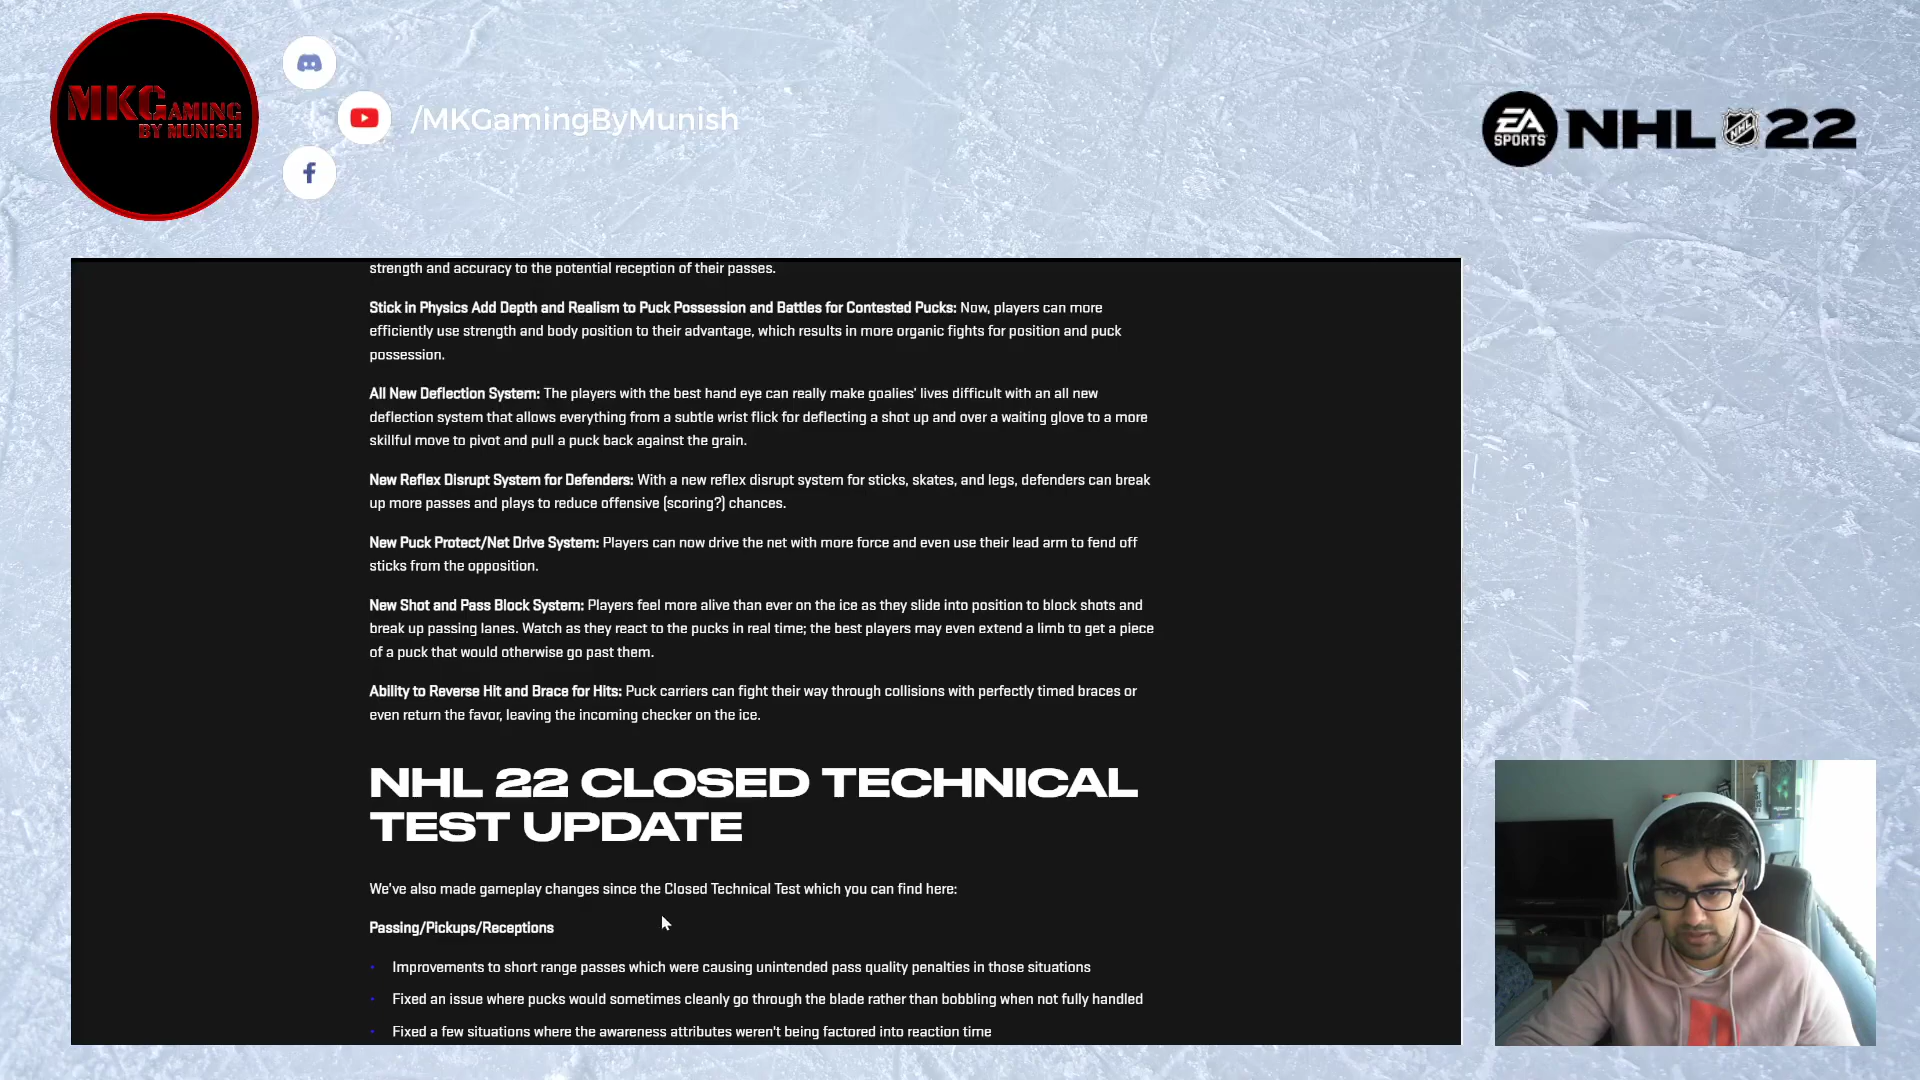 MKGAMING
BY MUNISH
/MKGamingByMunish
EA
SPORTS
NHL NHL 22
strength and accuracy to the potential reception of their passes.
Stick in Physics Add Depth and Realism to Puck Possession and Battles for Contested Pucks: Now, players can more
efficiently use strength and body position to their advantage, which results in more organic fights for position and puck
possession.
All New Deflection System: The players with the best hand eye can really make goalies' lives difficult with an all new
deflection system that allows everything from a subtle wrist flick for deflecting a shot up and over a waiting glove to a more
skillful move to pivot and pull a puck back against the grain.
New Reflex Disrupt System for Defenders: With a new reflex disrupt system for sticks, skates, and legs, defenders can break
up more passes and plays to reduce offensive (scoring?) chances.
New Puck Protect/Net Drive System: Players can now drive the net with more force and even use their lead arm to fend off
sticks from the opposition.
New Shot and Pass Block System: Players feel more alive than ever on the ice as they slide into position to block shots and
break up passing lanes. Watch as they react to the pucks in real time; the best players may even extend a limb to get a piece
of a puck that would otherwise go past them.
Ability to Reverse Hit and Brace for Hits: Puck carriers can fight their way through collisions with perfectly timed braces or
even return the favor, leaving the incoming checker on the ice.
NHL 22 CLOSED TECHNICAL
TEST UPDATE
We've also made gameplay changes since the Closed Technical Test which you can find here:
Passing/Pickups/Receptions
Improvements to short range passes which were causing unintended pass quality penalties in those situations
Fixed an issue where pucks would sometimes cleanly go through the blade rather than bobbling when not fully handled
Fixed a few situations where the awareness attributes weren't being factored into reaction time